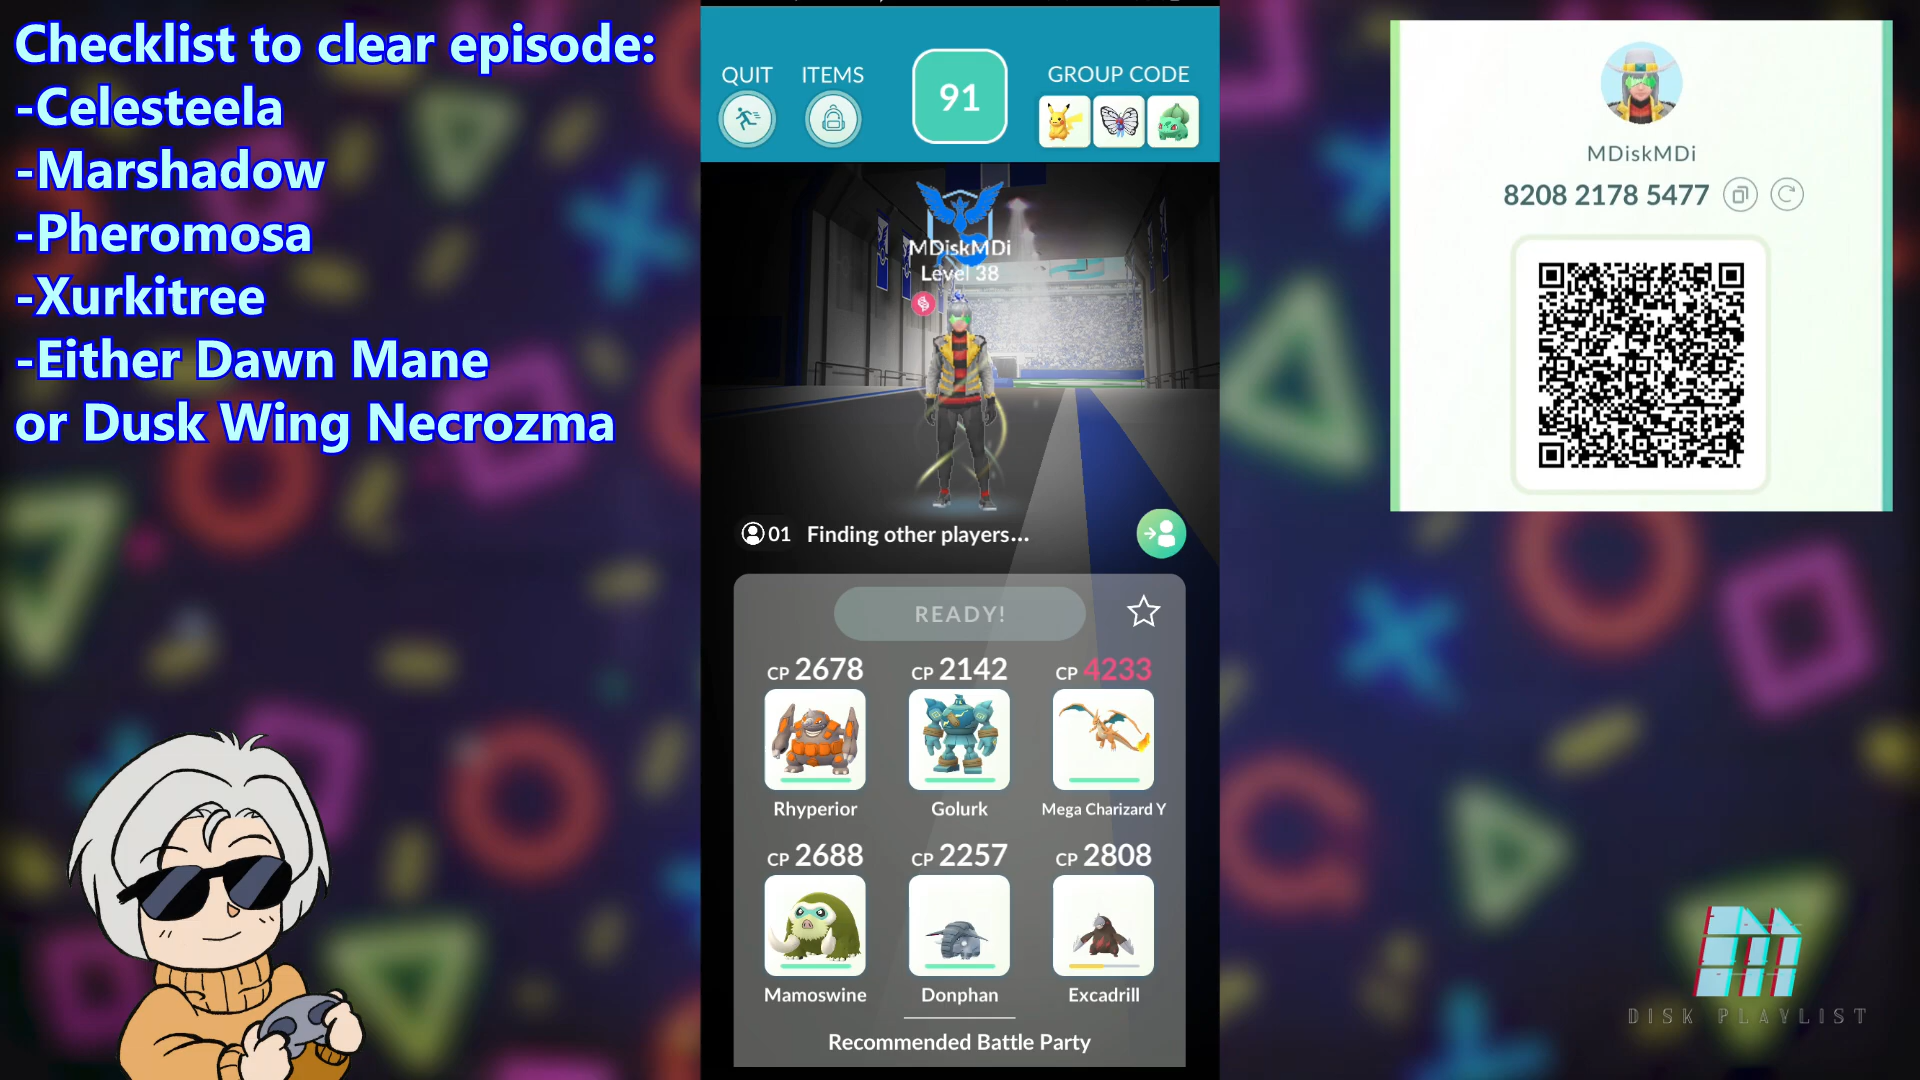 Checklist to clear episode:
-Celesteela
-Marshadow
-Pheromosa
-Xurkitree
-Either Dawn Mane
or Dusk Wing Necrozma
QUIT
ITEMS
91
GROUP CODE
MDiskMDi
Level 38
01
Finding other players...
READY!
CP 2678
CP 2142
CP 4233
Rhyperior
Golurk
Mega Charizard Y
CP 2688
CP 2257
CP 2808
Mamoswine
Donphan
Excadrill
Recommended Battle Party
MDiskMDi
8208 2178 5477
DISK PLAYLIST